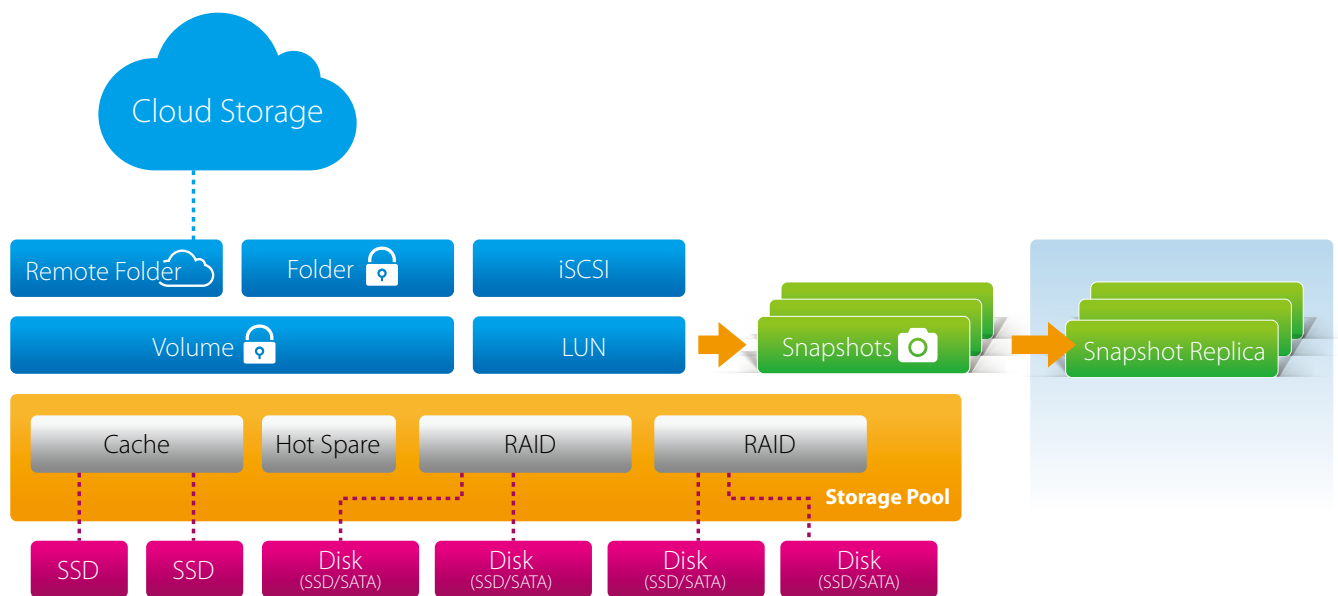 Cloud Storage
Remote Folder
Folder
iSCSI
Volume
LUN
Snapshots
Snapshot Replica
Cache
Hot Spare
RAID
RAID
Storage Pool
SSD
SSD
Disk
(SSD/SATA)
Disk
(SSD/SATA)
Disk
(SSD/SATA)
Disk
(SSD/SATA)